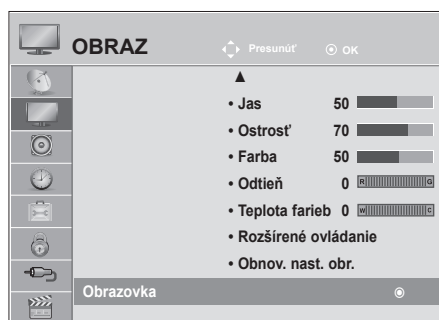 OBRAZ
Presunúť
OK
• Jas 50
• Ostrosť 70
• Farba 50
• Odtieň 0 R G
• Teplota farieb 0 W C
• Rozšírené ovládanie
• Obnov. nast. obr.
Obrazovka